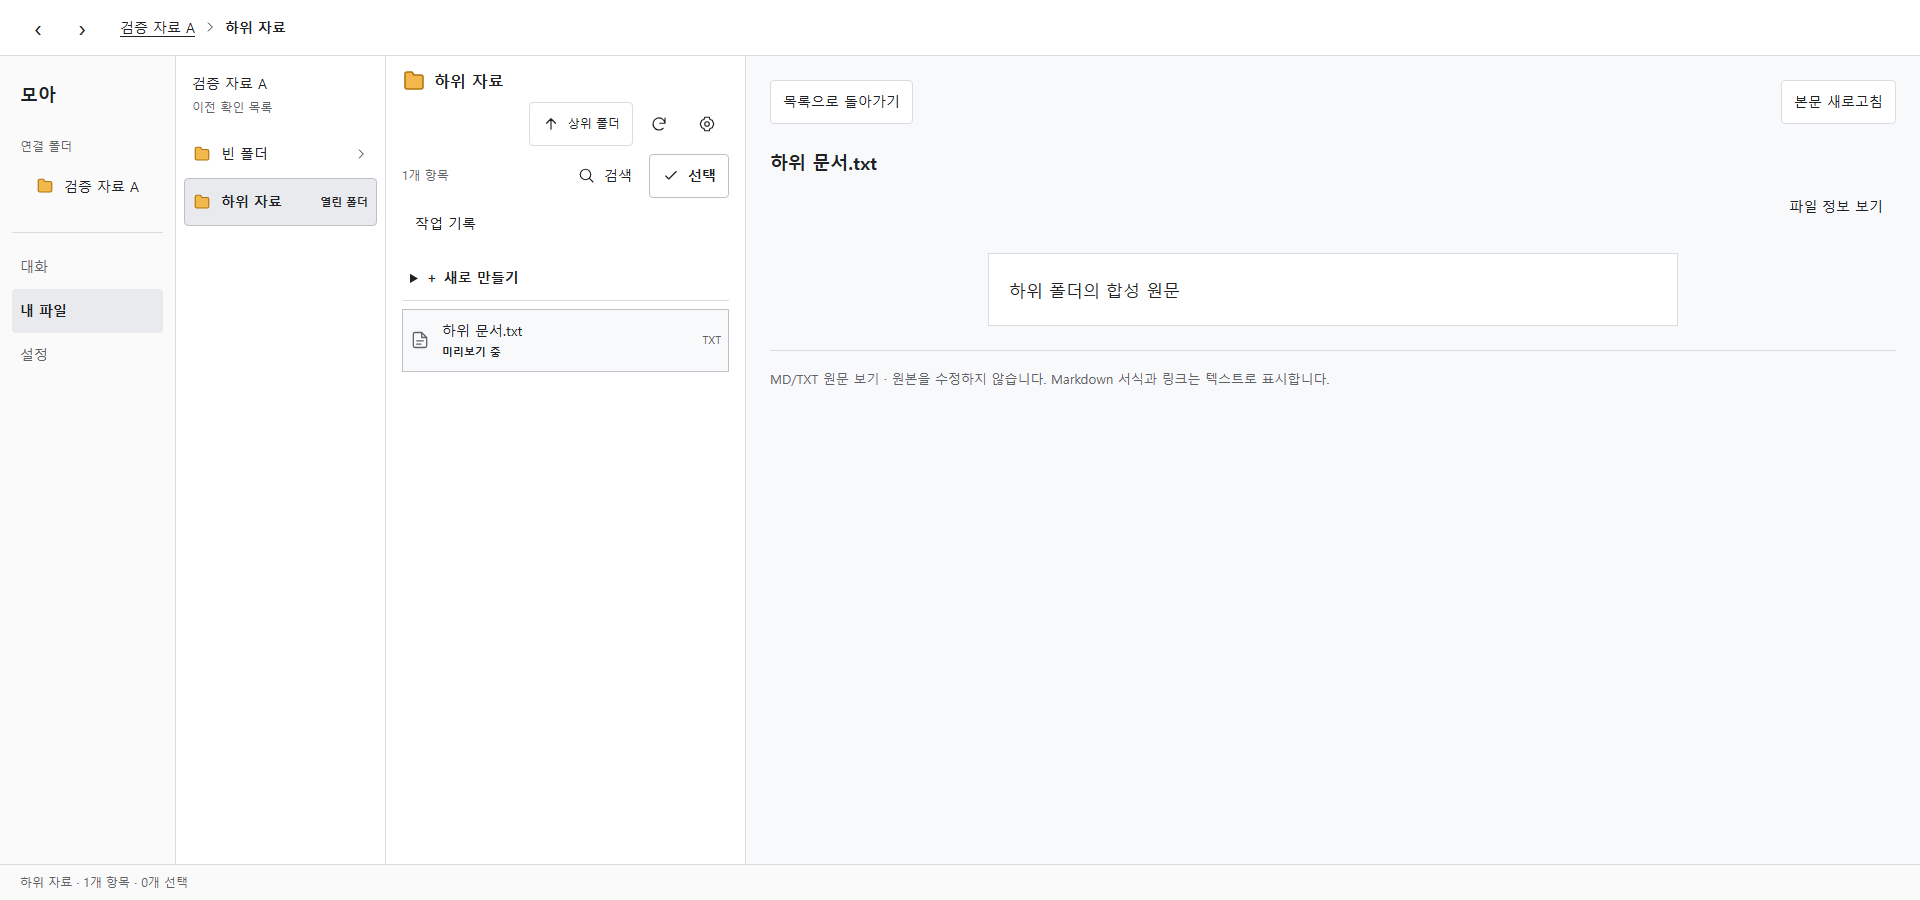 검증 자료 A
하위 자료
모아
연결 폴더
검증 자료 A
대화
내 파일
설정
검증 자료 A
이전 확인 목록
빈 폴더
하위 자료 열린 폴더
하위 자료
상위 폴더
1개 항목 검색 선택
작업 기록
+ 새로 만들기
하위 문서.txt
미리보기 중
TXT
목록으로 돌아가기
본문 새로고침
하위 문서.txt
파일 정보 보기
하위 폴더의 합성 원문
MD/TXT 원문 보기 · 원본을 수정하지 않습니다. Markdown 서식과 링크는 텍스트로 표시합니다.
하위 자료 · 1개 항목 · 0개 선택